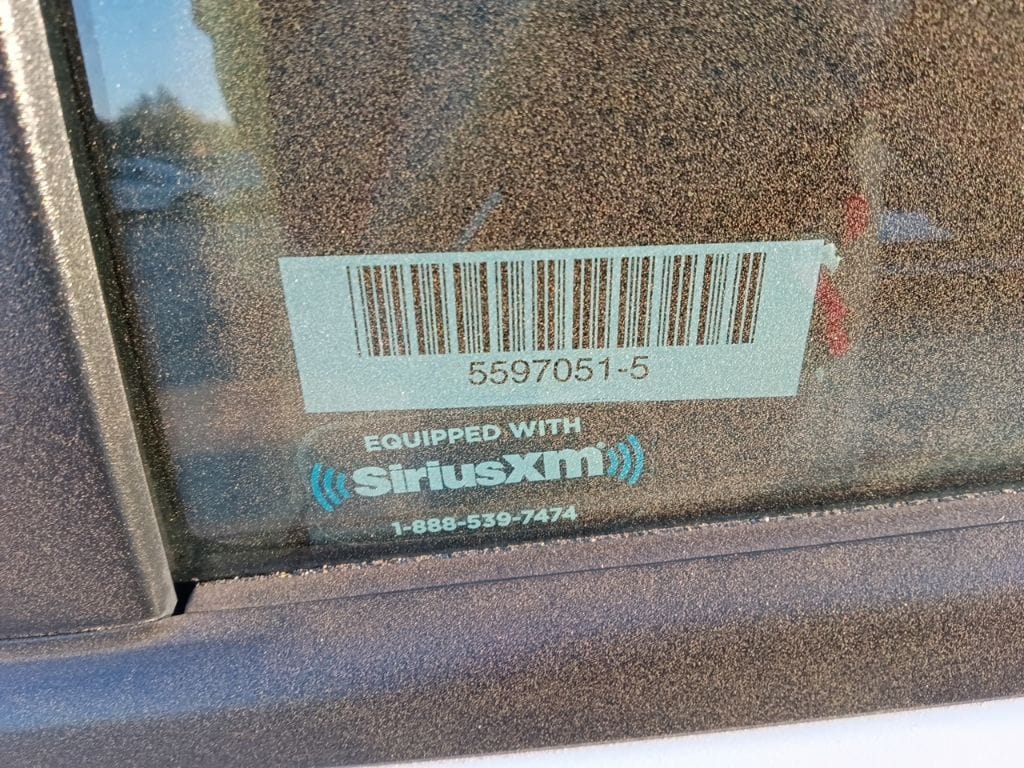 5597051-5
EQUIPPED WITH
SiriusXm
1-888-539-7474